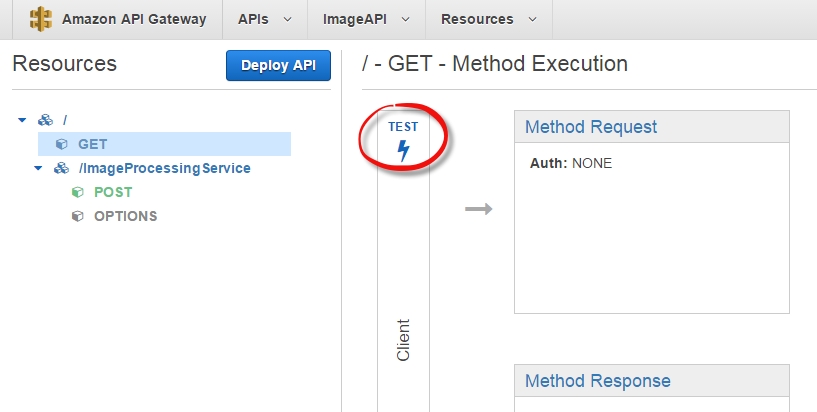 Amazon API Gateway APIs ImageAPI Resources
Resources
Deploy API
/ - GET - Method Execution
/
GET
/ImageProcessingService
POST
OPTIONS
TEST
Client
Method Request
Auth: NONE
Method Response